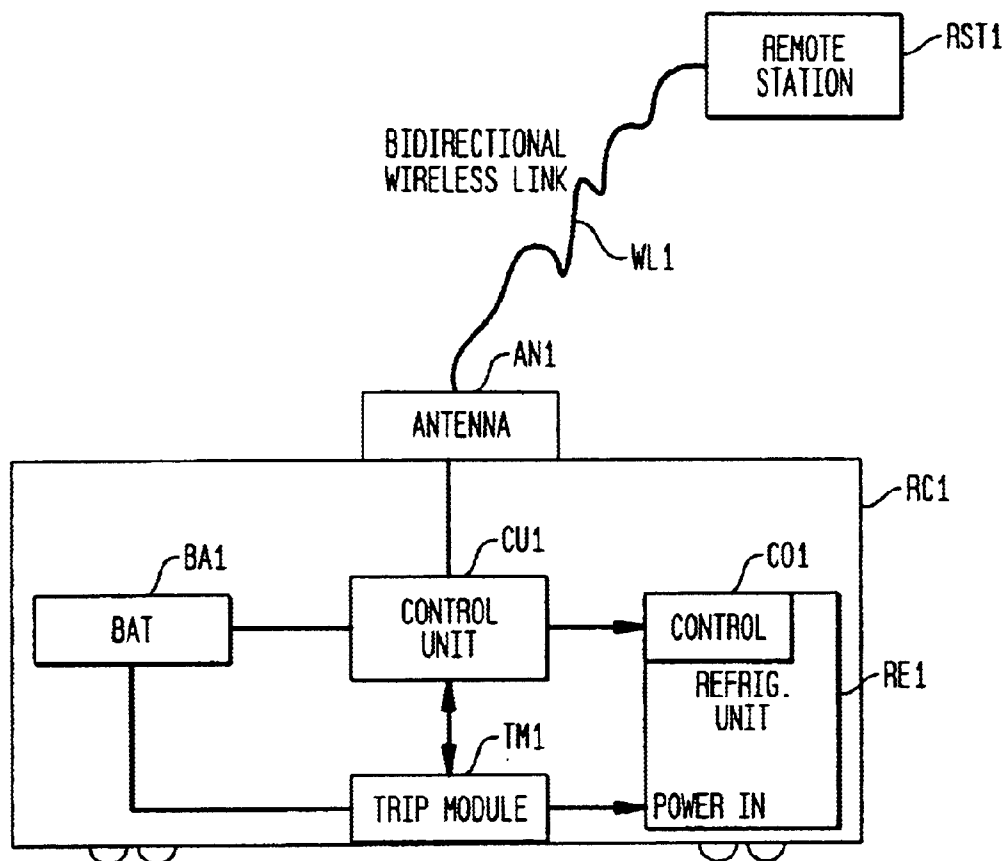 REMOTE
STATION
RST1
BIDIRECTIONAL
WIRELESS LINK
WL1
AN1
ANTENNA
RC1
BA1
CU1
CO1
BAT
CONTROL
UNIT
CONTROL
REFRIG.
UNIT
RE1
TM1
TRIP MODULE
POWER IN